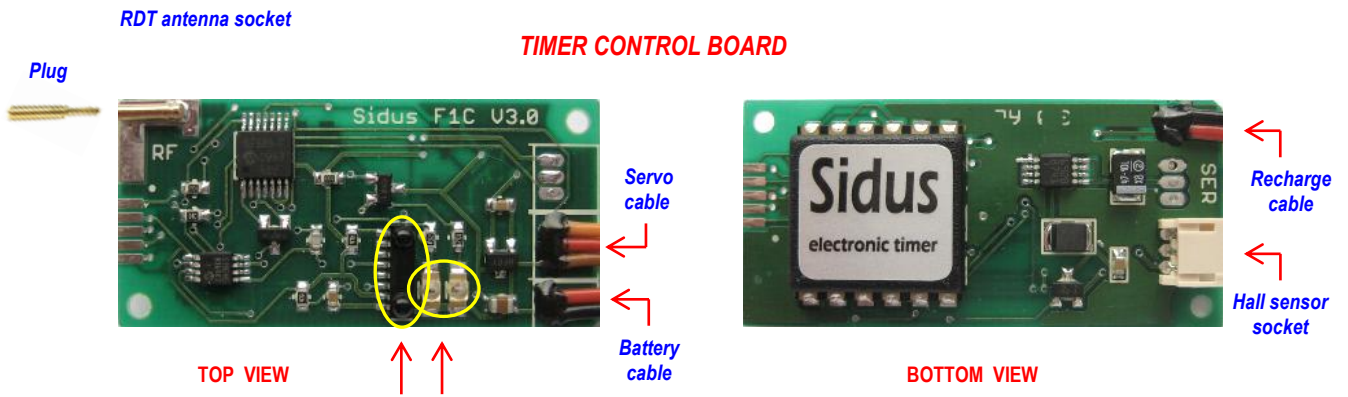 RDT antenna socket
TIMER CONTROL BOARD
Plug
Sidus F1C V3.0
RF
Servo
cable
Battery
cable
TOP VIEW
Sidus
electronic timer
SER
Recharge
cable
Hall sensor
socket
BOTTOM VIEW